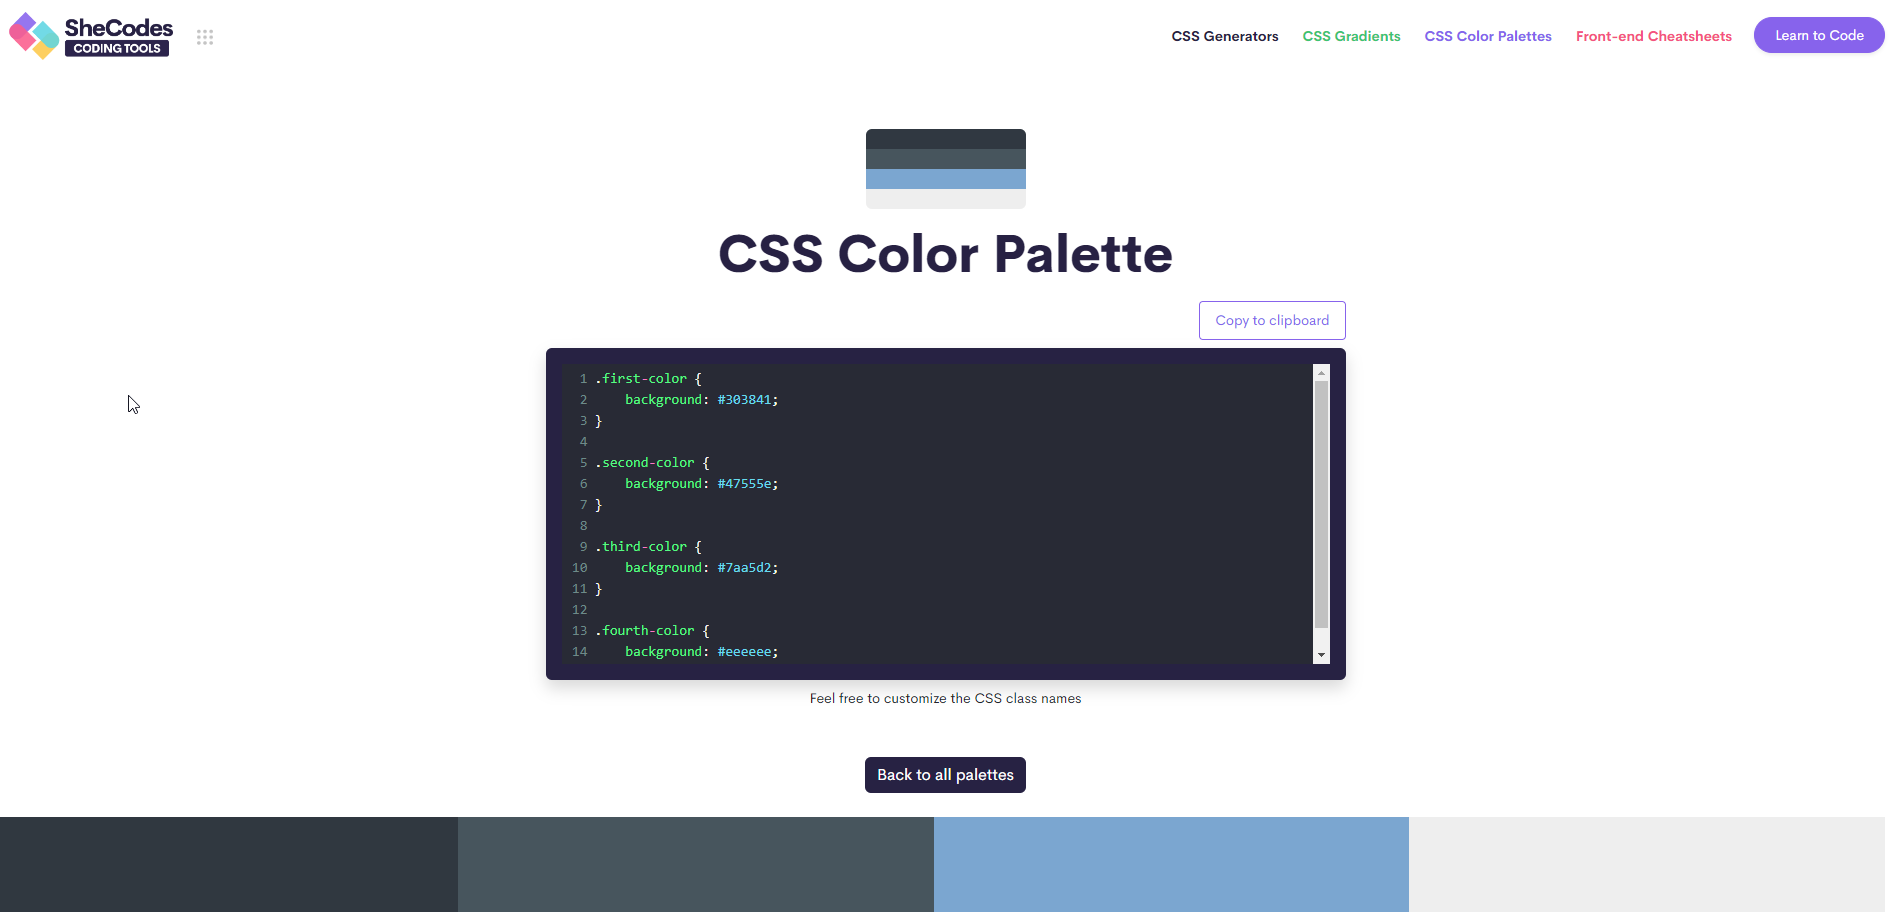 SheCodes
CODING TOOLS
CSS Generators
CSS Gradients
CSS Color Palettes
Front-end Cheatsheets
Learn to Code
CSS Color Palette
Copy to clipboard
1 .first-color {
2 background: #303841;
3 }
4
5 .second-color {
6 background: #47555e;
7 }
8
9 .third-color {
10 background: #7aa5d2;
11 }
12
13 .fourth-color {
14 background: #eeeeee;
Feel free to customize the CSS class names
Back to all palettes